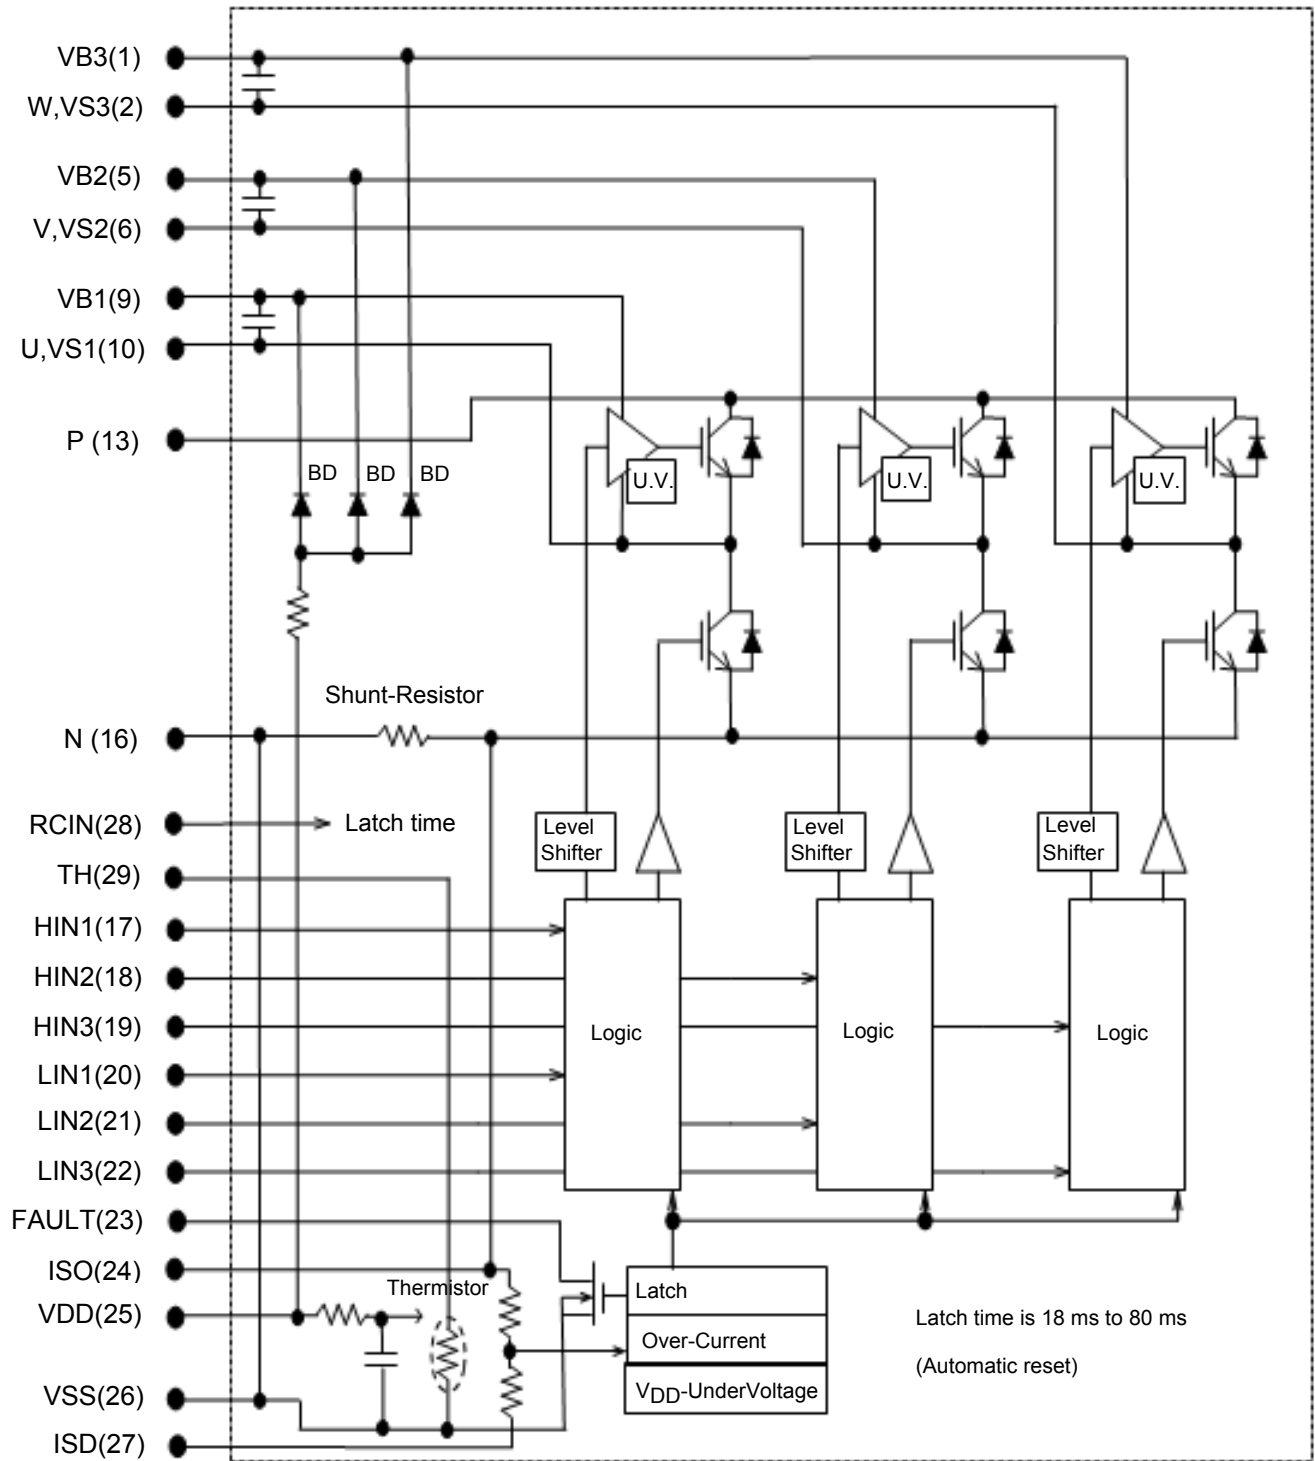 VB3(1)
W,VS3(2)
VB2(5)
V,VS2(6)
VB1(9)
U,VS1(10)
P (13)
BD
BD
BD
U.V.
U.V.
U.V.
Shunt-Resistor
N (16)
RCIN(28)
Latch time
Level
Shifter
Level
Shifter
Level
Shifter
TH(29)
HIN1(17)
HIN2(18)
HIN3(19)
Logic
Logic
Logic
LIN1(20)
LIN2(21)
LIN3(22)
FAULT(23)
ISO(24)
Thermistor
Latch
VDD(25)
Latch time is 18 ms to 80 ms
Over-Current
(Automatic reset)
VDD-UnderVoltage
VSS(26)
ISD(27)